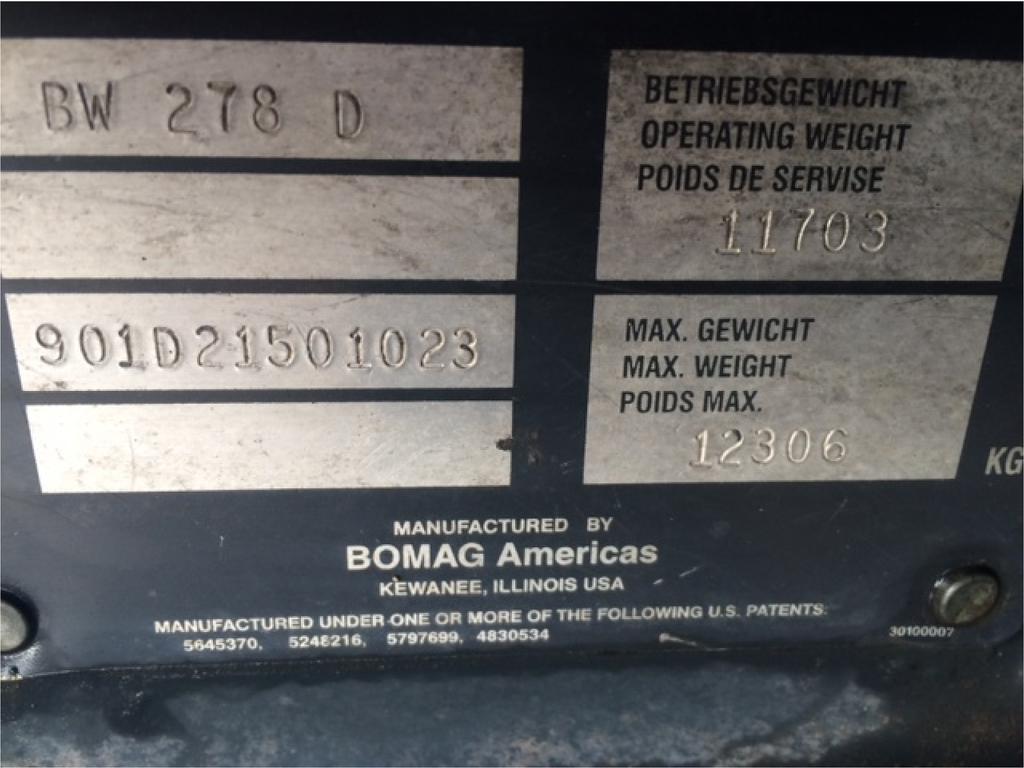 BW 278 D
901D21501023
BETRIEBSGEWICHT
OPERATING WEIGHT
POIDS DE SERVISE
11703
MAX. GEWICHT
MAX. WEIGHT
POIDS MAX.
12306
KG
MANUFACTURED BY
BOMAG Americas
KEWANEE, ILLINOIS USA
MANUFACTURED UNDER ONE OR MORE OF THE FOLLOWING U.S. PATENTS:
5645370, 5248216, 5797699, 4830534
30100007